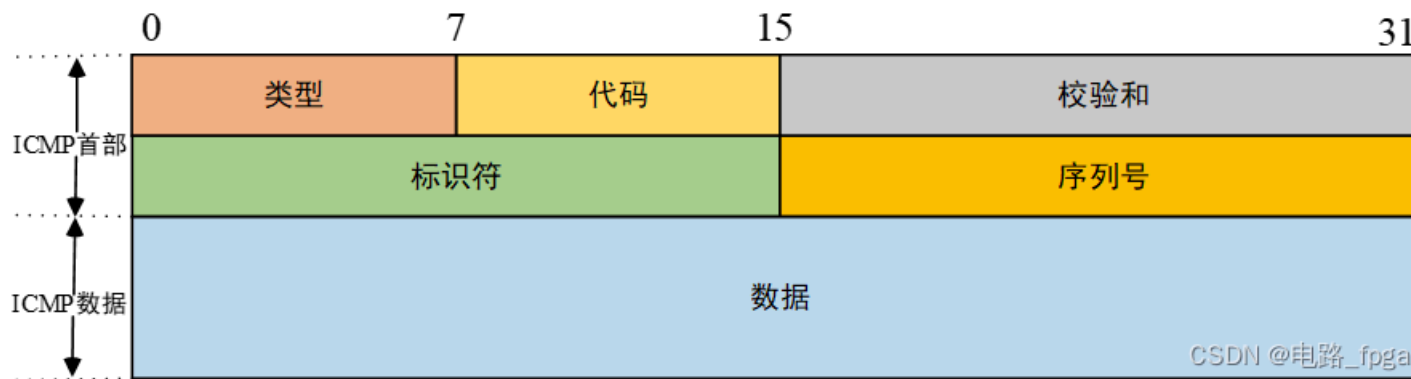 0 7 15 31
类型 代码 校验和
ICMP首部
标识符 序列号
ICMP数据
数据
CSDN @电路_fpga